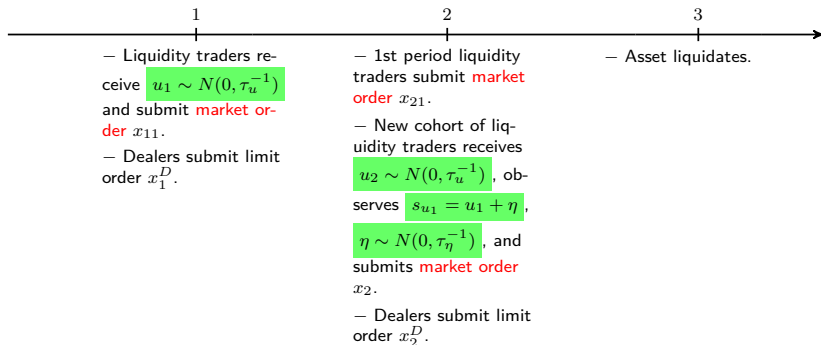 1
2
3
– Liquidity traders re-
ceive u₁ ∼ N(0, τᵤ⁻¹)
and submit market or-
der x₁₁.
– Dealers submit limit
order x₁ᴰ.
– 1st period liquidity
traders submit market
order x₂₁.
– New cohort of liq-
uidity traders receives
u₂ ∼ N(0, τᵤ⁻¹), ob-
serves s_{u₁} = u₁ + η,
η ∼ N(0, τ_η⁻¹), and
submits market order
x₂.
– Dealers submit limit
order x₂ᴰ.
– Asset liquidates.